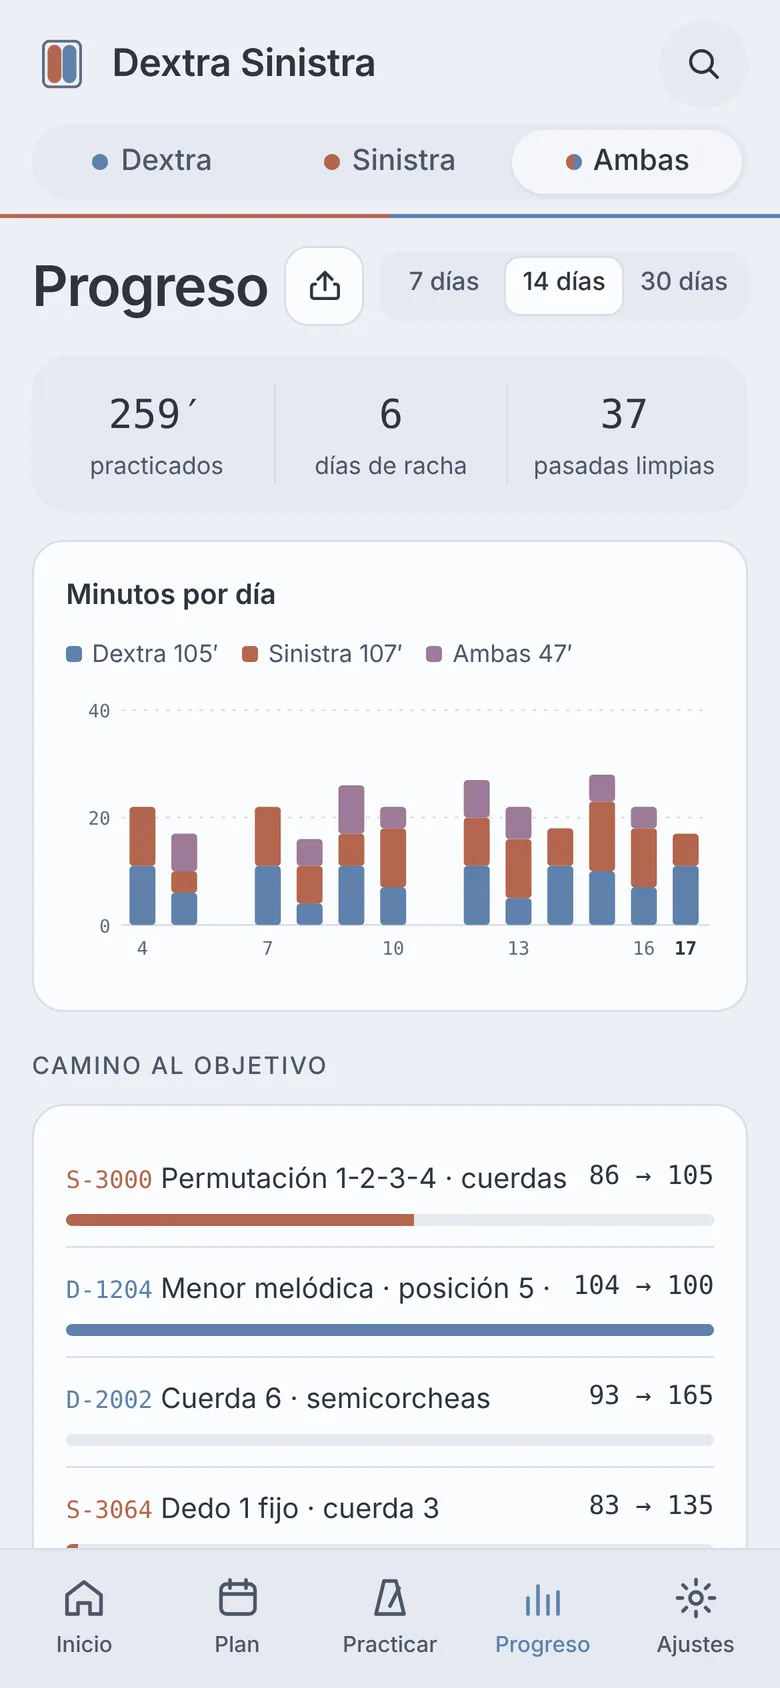 Dextra Sinistra
Dextra Sinistra Ambas
Progreso 7 días 14 días 30 días
259′ 6 37
practicados días de racha pasadas limpias
Minutos por día
Dextra 105′ Sinistra 107′ Ambas 47′
40
20
0
4 7 10 13 16 17
CAMINO AL OBJETIVO
S-3000 Permutación 1-2-3-4 · cuerdas 86 → 105
D-1204 Menor melódica · posición 5 · 104 → 100
D-2002 Cuerda 6 · semicorcheas 93 → 165
S-3064 Dedo 1 fijo · cuerda 3 83 → 135
Inicio Plan Practicar Progreso Ajustes